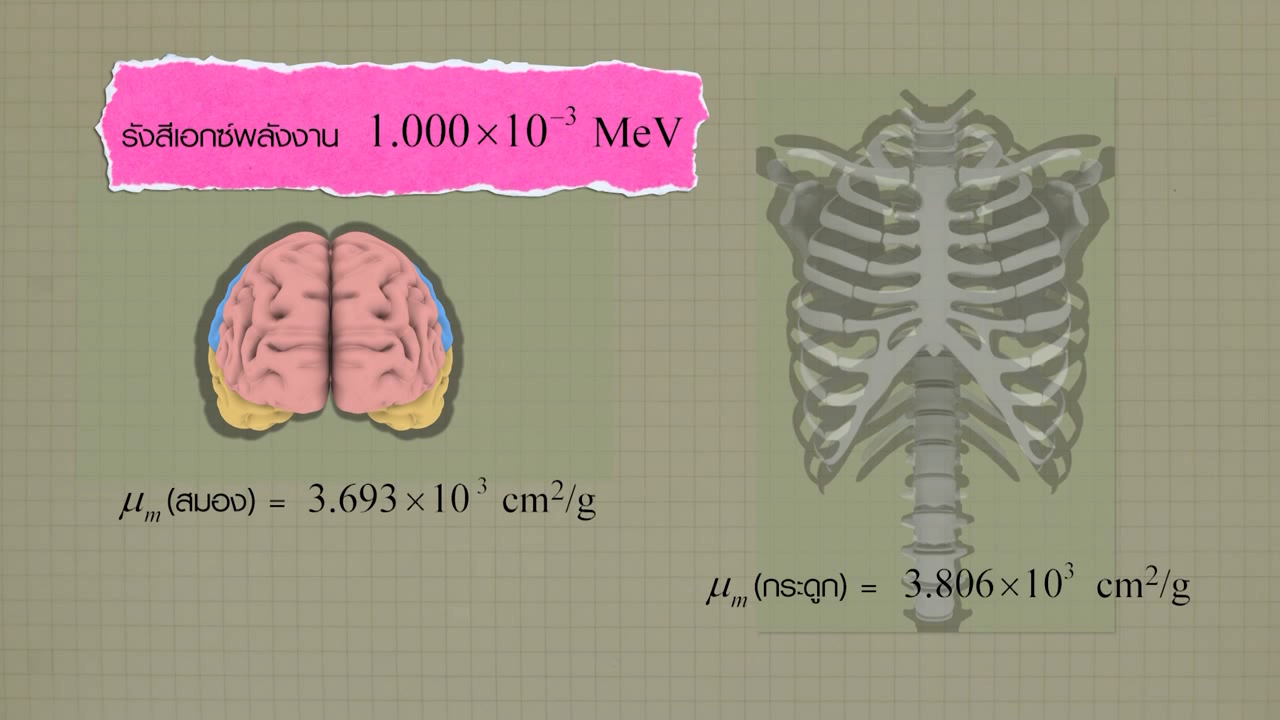 รังสีเอกซ์พลังงาน 1.000×10⁻³ MeV
μₘ (สมอง) = 3.693×10³ cm²/g
μₘ (กระดูก) = 3.806×10³ cm²/g